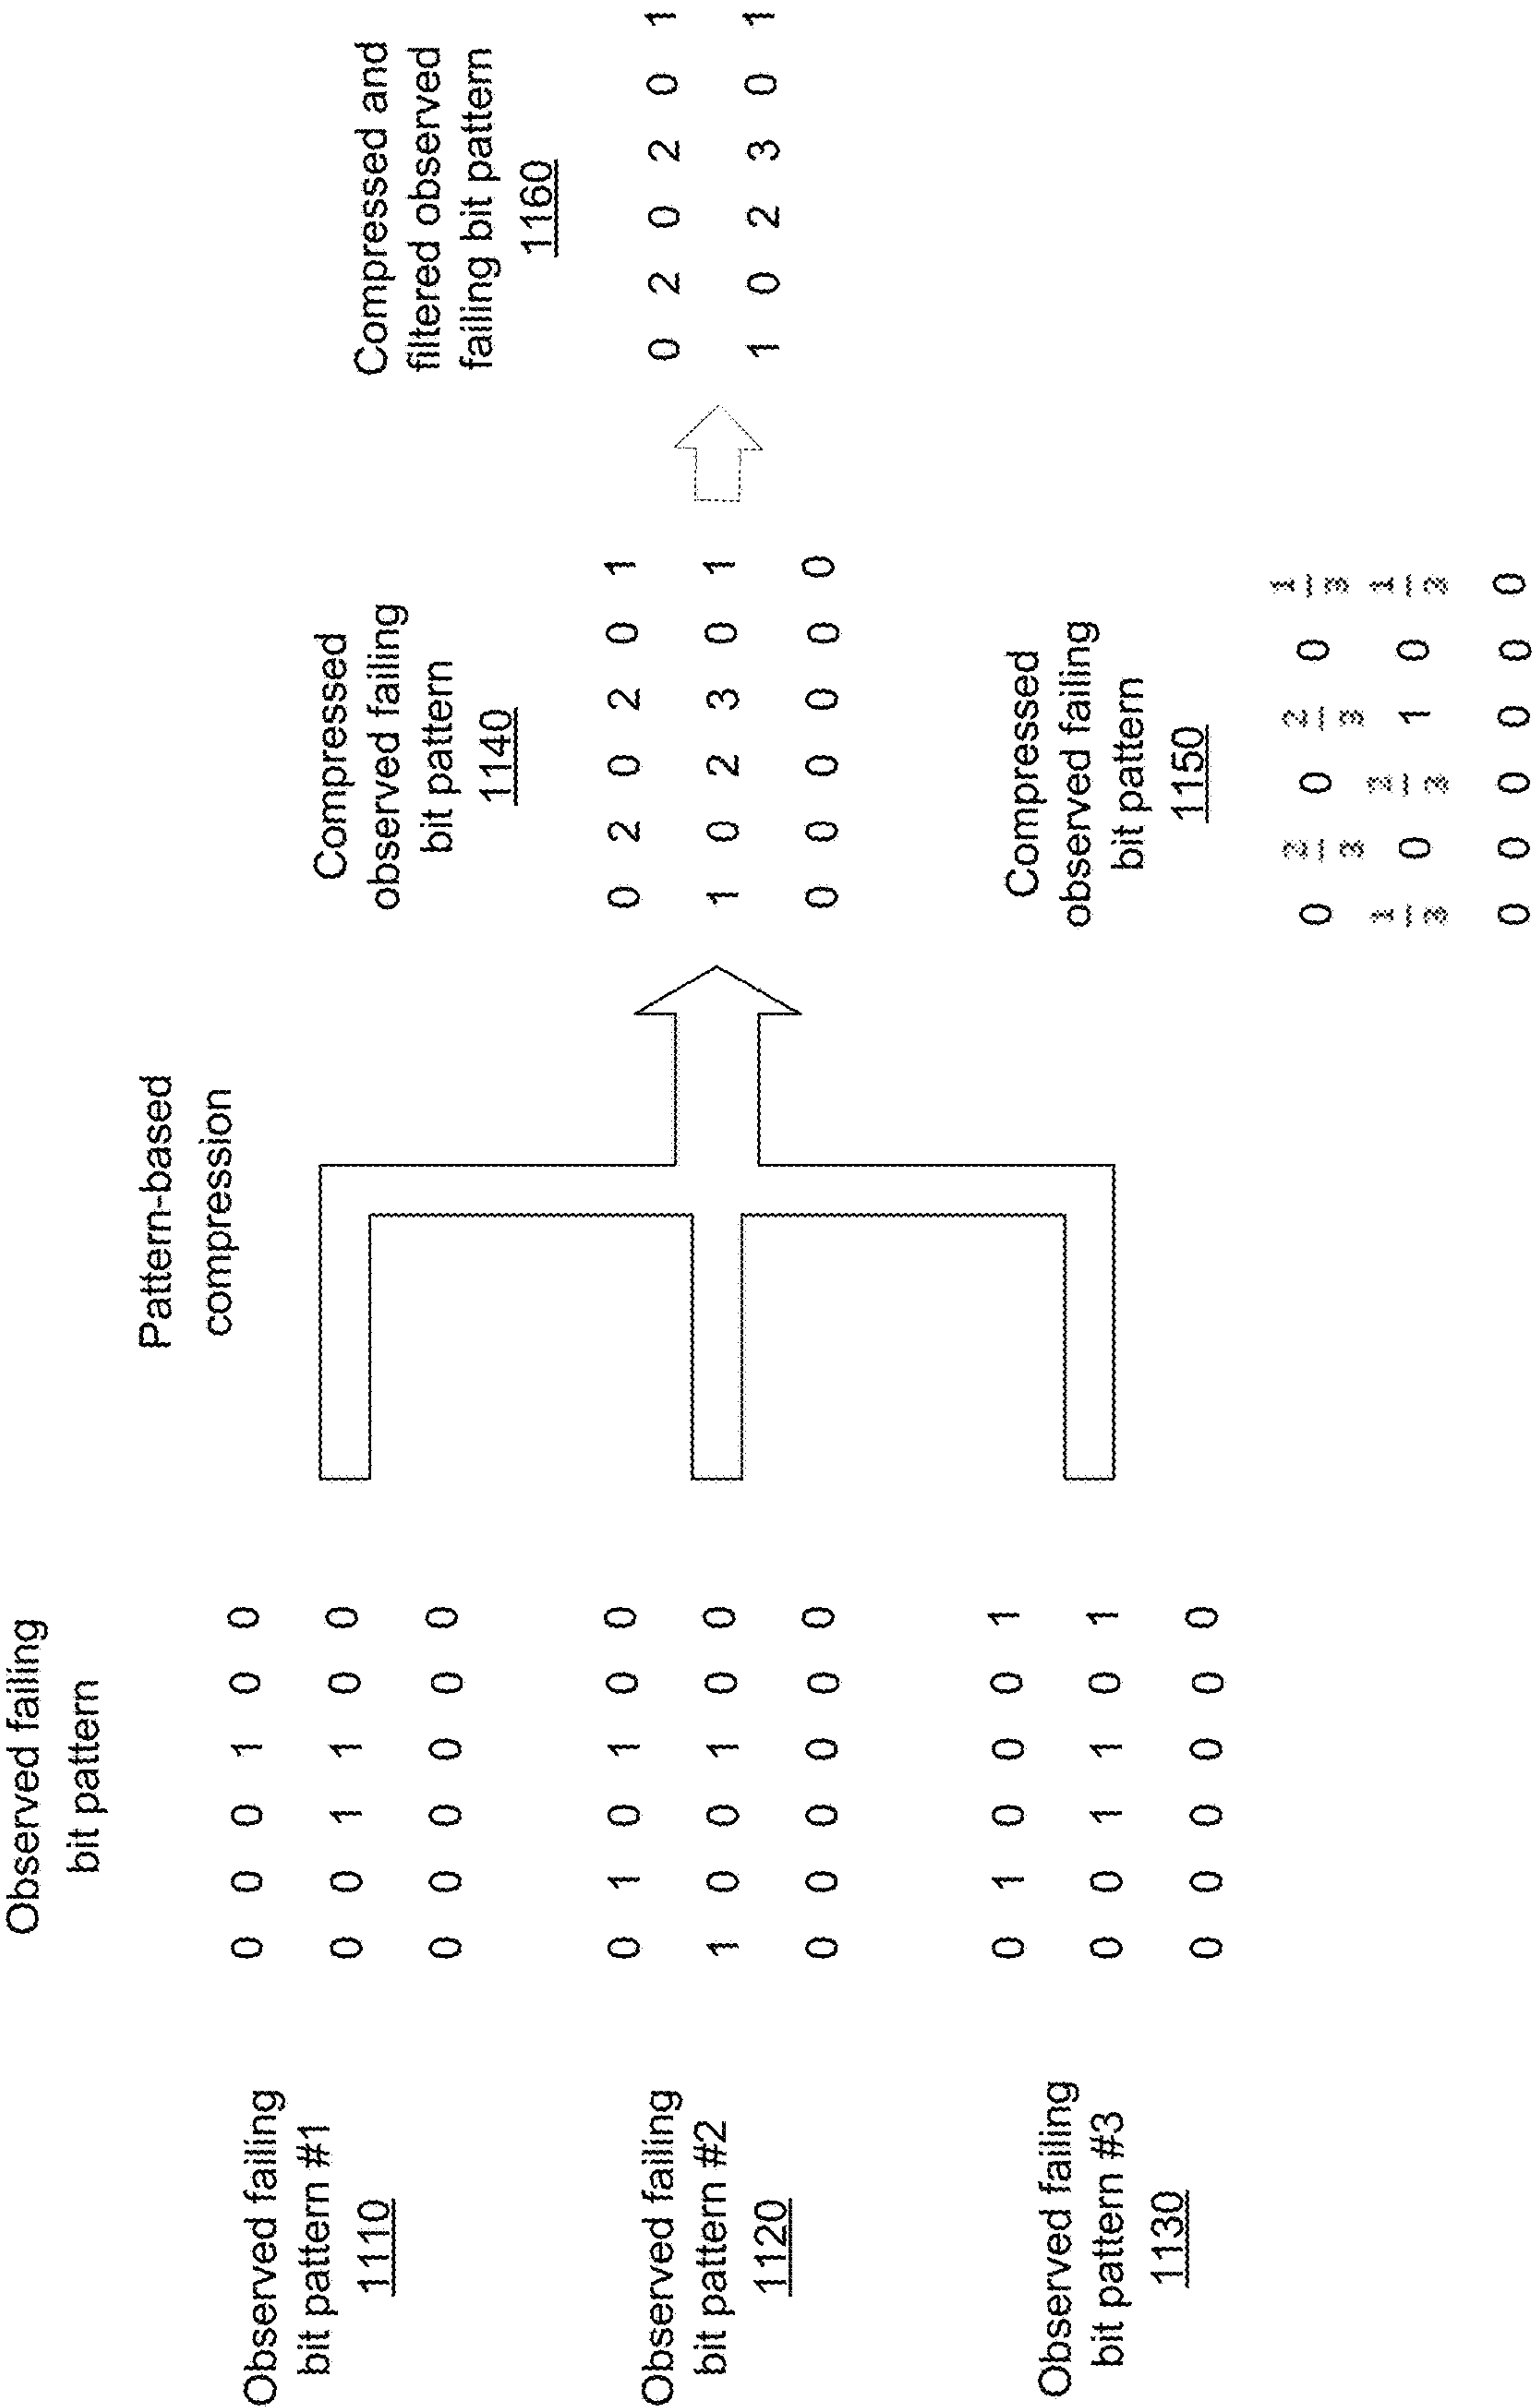 Observed failing
bit pattern
Pattern-based
compression
Observed failing
bit pattern #1
1110
0 0 0 1 0 0
0 0 1 1 0 0
0 0 0 0 0 0
Observed failing
bit pattern #2
1120
0 1 0 1 0 0
1 0 0 1 0 0
0 0 0 0 0 0
Observed failing
bit pattern #3
1130
0 1 0 0 0 1
0 0 1 1 0 1
0 0 0 0 0 0
Compressed
observed failing
bit pattern
1140
0 2 0 2 0 1
1 0 2 3 0 1
0 0 0 0 0 0
Compressed
observed failing
bit pattern
1150
0 2/3 0 2/3 0 1/3
1/3 0 1 0
0 0 0 0 0 0
Compressed and
filtered observed
failing bit pattern
1160
0 2 0 2 0 1
1 0 2 3 0 1